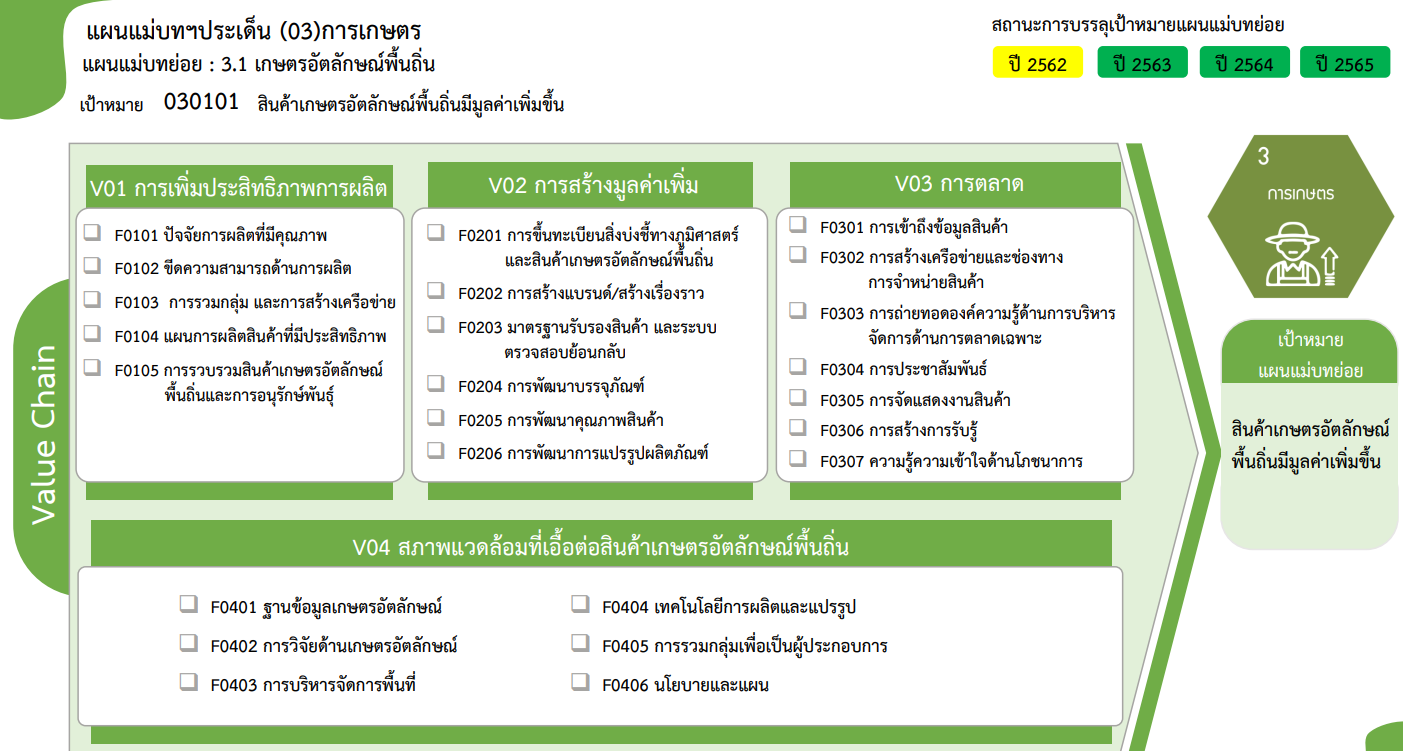 แผนแม่บทฯประเด็น (03)การเกษตร
แผนแม่บทย่อย : 3.1 เกษตรอัตลักษณ์พื้นถิ่น
เป้าหมาย 030101 สินค้าเกษตรอัตลักษณ์พื้นถิ่นมีมูลค่าเพิ่มขึ้น
สถานะการบรรลุเป้าหมายแผนแม่บทย่อย
ปี 2562 ปี 2563 ปี 2564 ปี 2565
Value Chain
V01 การเพิ่มประสิทธิภาพการผลิต
F0101 ปัจจัยการผลิตที่มีคุณภาพ
F0102 ขีดความสามารถด้านการผลิต
F0103 การรวมกลุ่ม และการสร้างเครือข่าย
F0104 แผนการผลิตสินค้าที่มีประสิทธิภาพ
F0105 การรวบรวมสินค้าเกษตรอัตลักษณ์
พื้นถิ่นและการอนุรักษ์พันธุ์
V02 การสร้างมูลค่าเพิ่ม
F0201 การขึ้นทะเบียนสิ่งบ่งชี้ทางภูมิศาสตร์
และสินค้าเกษตรอัตลักษณ์พื้นถิ่น
F0202 การสร้างแบรนด์/สร้างเรื่องราว
F0203 มาตรฐานรับรองสินค้า และระบบ
ตรวจสอบย้อนกลับ
F0204 การพัฒนาบรรจุภัณฑ์
F0205 การพัฒนาคุณภาพสินค้า
F0206 การพัฒนาการแปรรูปผลิตภัณฑ์
V03 การตลาด
F0301 การเข้าถึงข้อมูลสินค้า
F0302 การสร้างเครือข่ายและช่องทาง
การจำหน่ายสินค้า
F0303 การถ่ายทอดองค์ความรู้ด้านการบริหาร
จัดการด้านการตลาดเฉพาะ
F0304 การประชาสัมพันธ์
F0305 การจัดแสดงงานสินค้า
F0306 การสร้างการรับรู้
F0307 ความรู้ความเข้าใจด้านโภชนาการ
V04 สภาพแวดล้อมที่เอื้อต่อสินค้าเกษตรอัตลักษณ์พื้นถิ่น
F0401 ฐานข้อมูลเกษตรอัตลักษณ์
F0402 การวิจัยด้านเกษตรอัตลักษณ์
F0403 การบริหารจัดการพื้นที่
F0404 เทคโนโลยีการผลิตและแปรรูป
F0405 การรวมกลุ่มเพื่อเป็นผู้ประกอบการ
F0406 นโยบายและแผน
3
การเกษตร
เป้าหมาย
แผนแม่บทย่อย
สินค้าเกษตรอัตลักษณ์
พื้นถิ่นมีมูลค่าเพิ่มขึ้น